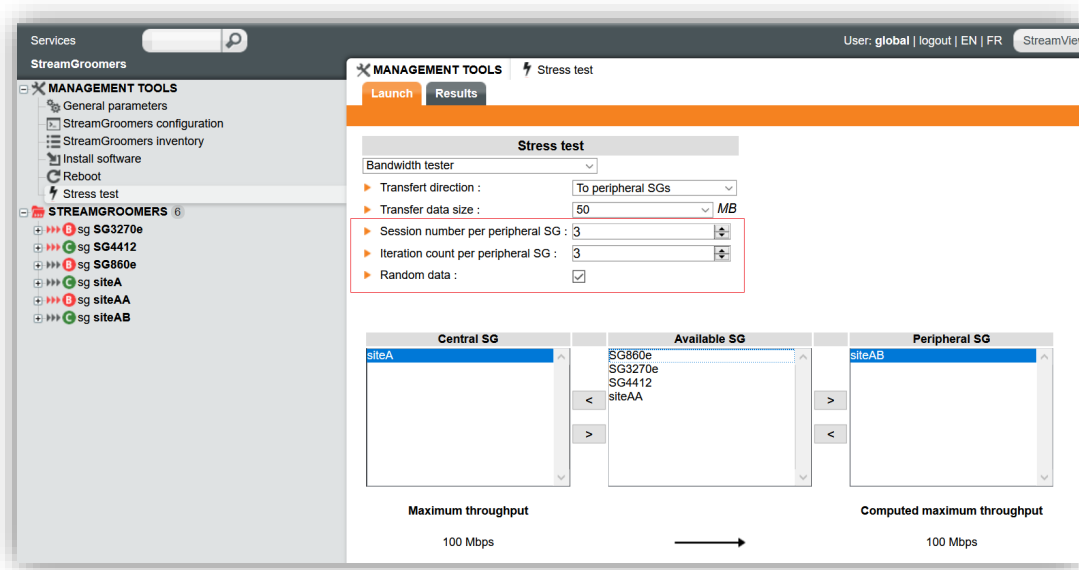 Services
User: global | logout | EN | FR
StreamGroomers
MANAGEMENT TOOLS
General parameters
StreamGroomers configuration
StreamGroomers inventory
Install software
Reboot
Stress test
STREAMGROOMERS 6
B sg SG3270e
C sg SG4412
B sg SG860e
C sg siteA
B sg siteAA
C sg siteAB
MANAGEMENT TOOLS Stress test
Launch Results
Stress test
Bandwidth tester
Transfert direction : To peripheral SGs
Transfer data size : 50 MB
Session number per peripheral SG : 3
Iteration count per peripheral SG : 3
Random data :
Central SG Available SG Peripheral SG
siteA
SG860e
SG3270e
SG4412
siteAA
siteAB
< >
> <
Maximum throughput Computed maximum throughput
100 Mbps 100 Mbps